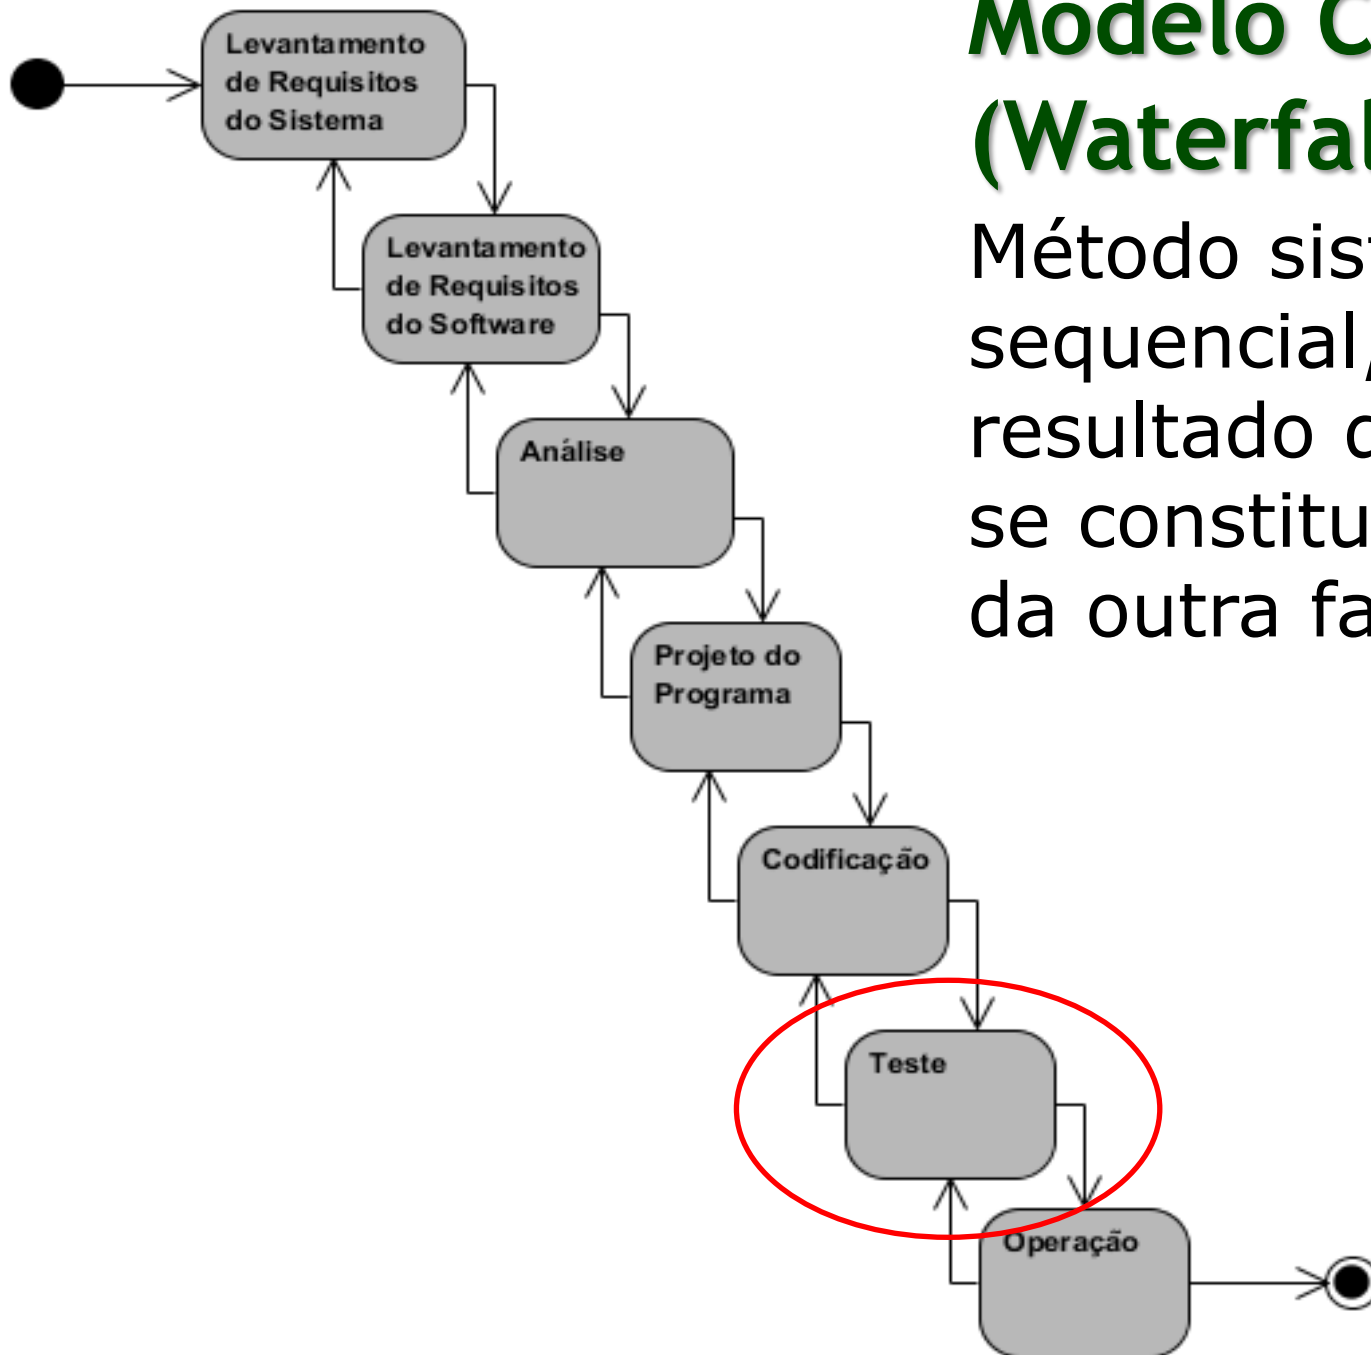 Modelo C
(Waterfal
Método sis
sequencial,
resultado
se constitu
da outra fa
Levantamento
de Requisitos
do Sistema
Levantamento
de Requisitos
do Software
Análise
Projeto do
Programa
Codificação
Teste
Operação